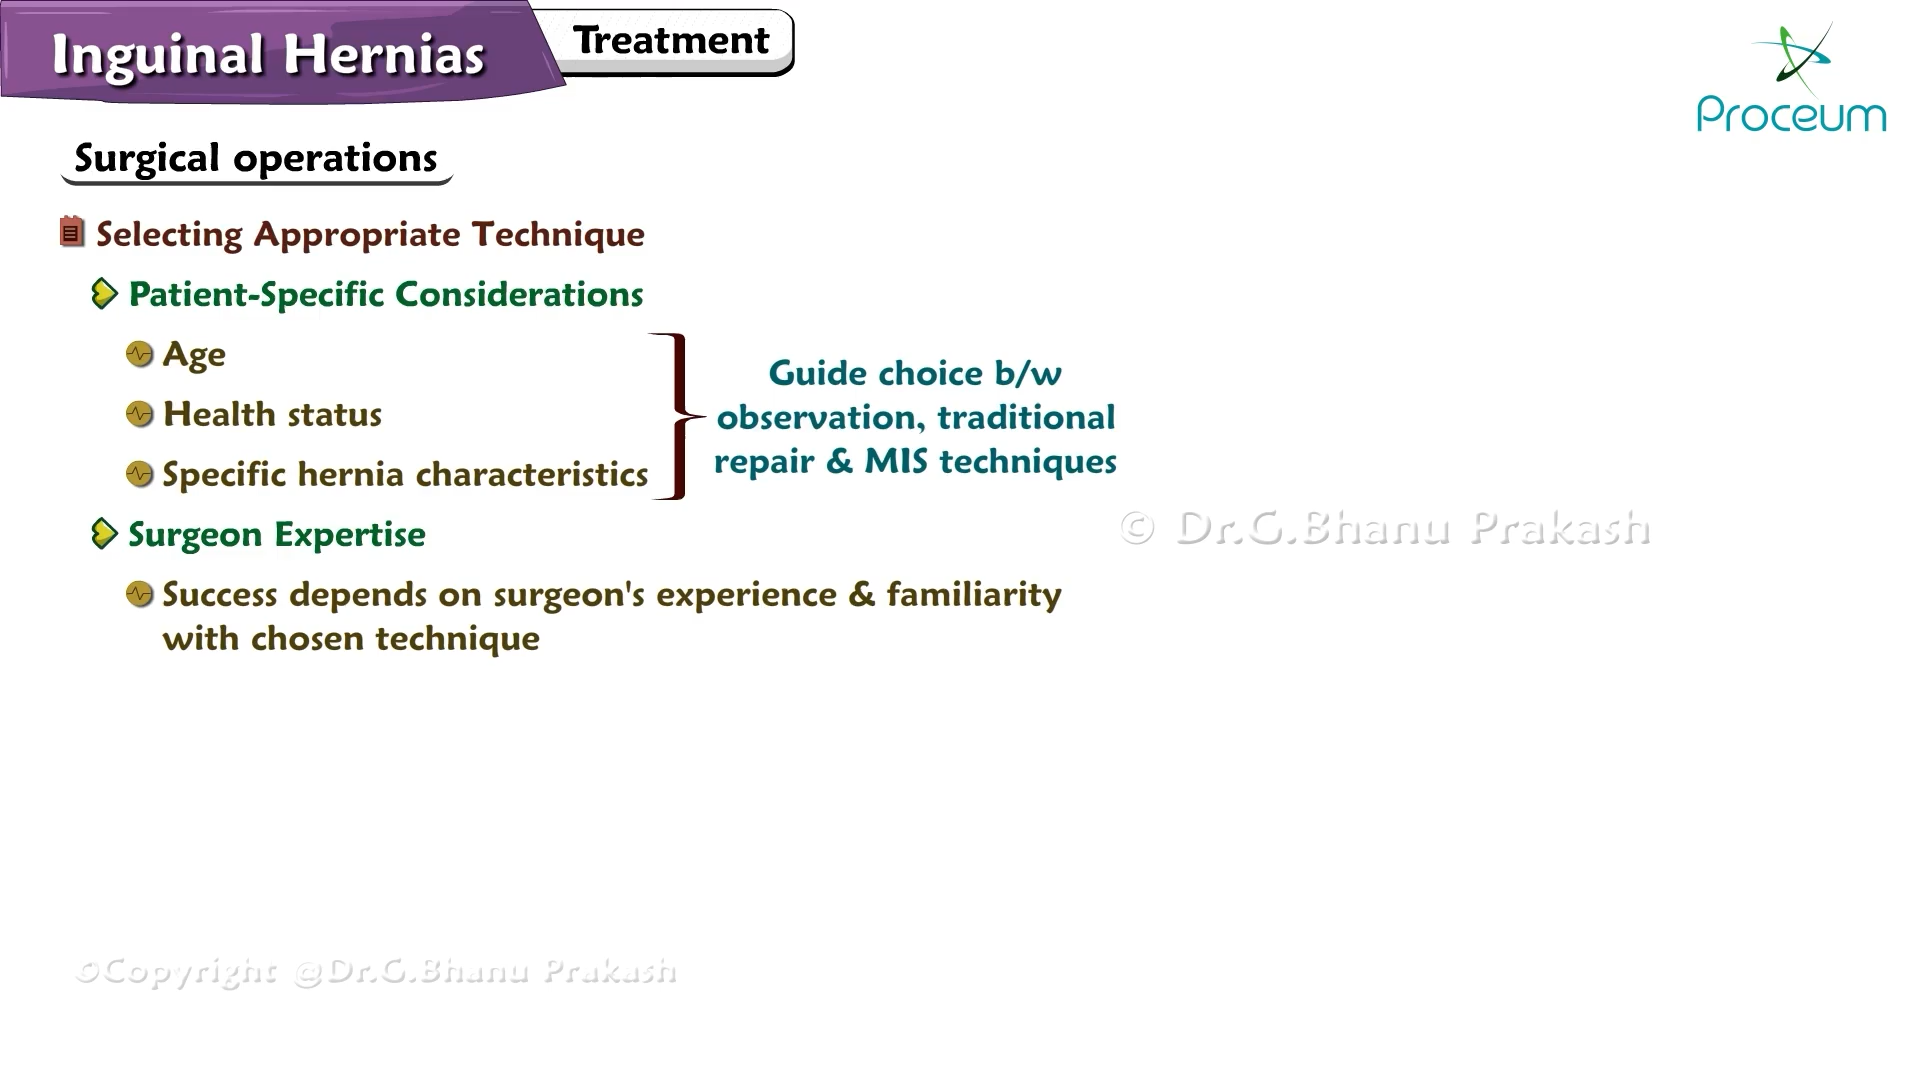 Inguinal Hernias
Treatment
Proceum
Surgical operations
Selecting Appropriate Technique
Patient-Specific Considerations
Age
Health status
Specific hernia characteristics
Guide choice b/w
observation, traditional
repair & MIS techniques
© Dr.G.Bhanu Prakash
Surgeon Expertise
Success depends on surgeon's experience & familiarity
with chosen technique
©Copyright @Dr.G.Bhanu Prakash